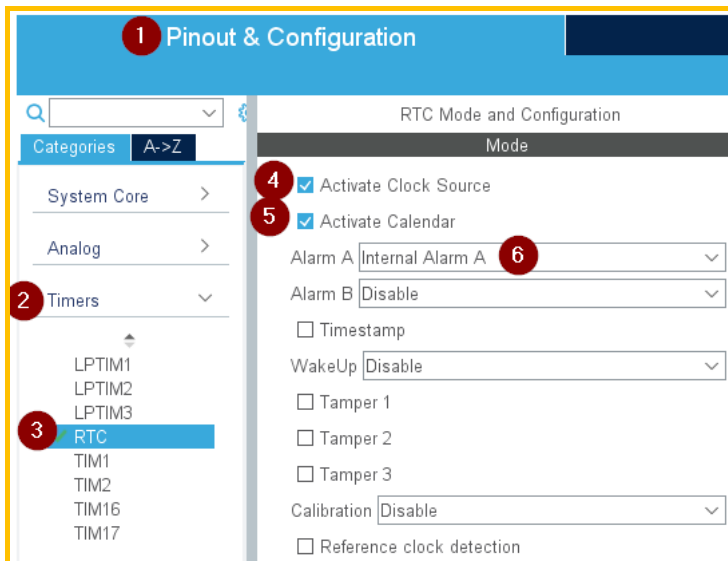 1 Pinout & Configuration
RTC Mode and Configuration
Categories A->Z
Mode
System Core
4 Activate Clock Source
5 Activate Calendar
Analog
Alarm A Internal Alarm A 6
2 Timers
Alarm B Disable
Timestamp
LPTIM1
WakeUp Disable
LPTIM2
Tamper 1
LPTIM3
3 RTC
Tamper 2
TIM1
TIM2
Tamper 3
TIM16
Calibration Disable
TIM17
Reference clock detection